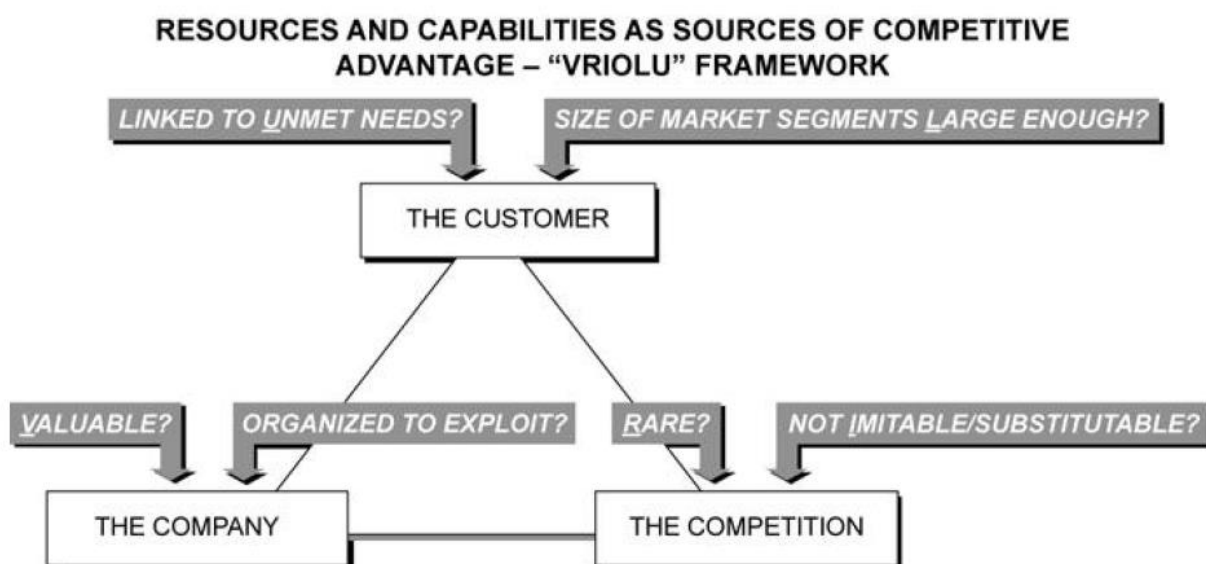 RESOURCES AND CAPABILITIES AS SOURCES OF COMPETITIVE
ADVANTAGE – “VRIOLU” FRAMEWORK
LINKED TO UNMET NEEDS?
SIZE OF MARKET SEGMENTS LARGE ENOUGH?
THE CUSTOMER
VALUABLE?
ORGANIZED TO EXPLOIT?
RARE?
NOT IMITABLE/SUBSTITUTABLE?
THE COMPANY
THE COMPETITION